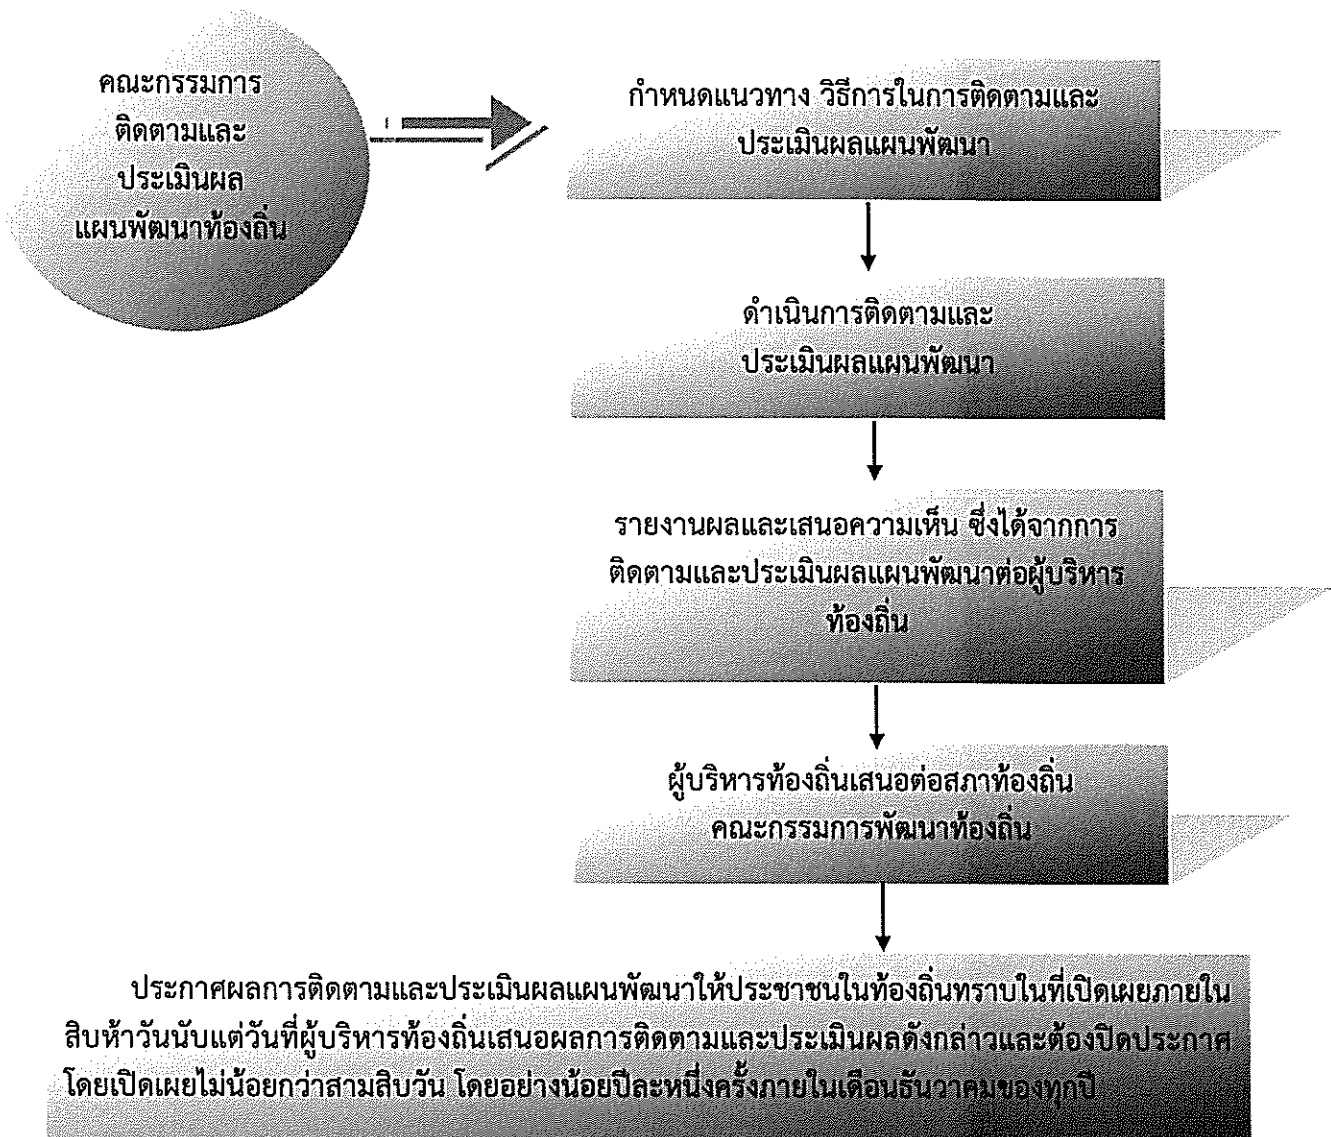 คณะกรรมการ
ติดตามและ
ประเมินผล
แผนพัฒนาท้องถิ่น
กำหนดแนวทาง วิธีการในการติดตามและ
ประเมินผลแผนพัฒนา
ดำเนินการติดตามและ
ประเมินผลแผนพัฒนา
รายงานผลและเสนอความเห็น ซึ่งได้จากการ
ติดตามและประเมินผลแผนพัฒนาต่อผู้บริหาร
ท้องถิ่น
ผู้บริหารท้องถิ่นเสนอต่อสภาท้องถิ่น
คณะกรรมการพัฒนาท้องถิ่น
ประกาศผลการติดตามและประเมินผลแผนพัฒนาให้ประชาชนในท้องถิ่นทราบในที่เปิดเผยภายใน
สิบห้าวันนับแต่วันที่ผู้บริหารท้องถิ่นเสนอผลการติดตามและประเมินผลดังกล่าวและต้องปิดประกาศ
โดยเปิดเผยไม่น้อยกว่าสามสิบวัน โดยอย่างน้อยปีละหนึ่งครั้งภายในเดือนธันวาคมของทุกปี